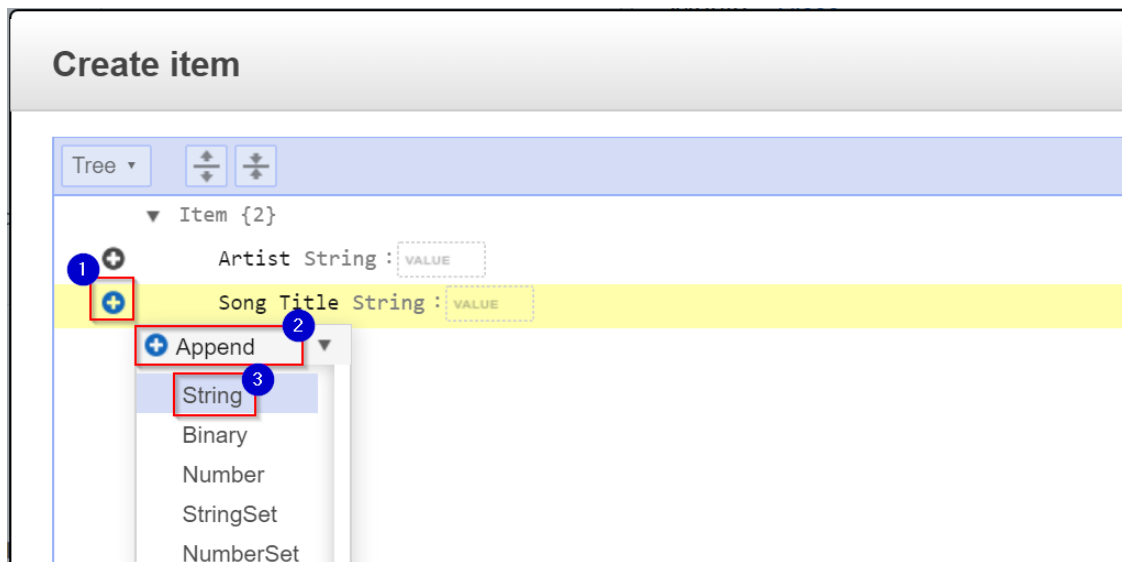 Create item
Tree
Item {2}
1
Artist String : VALUE
Song Title String : VALUE
2
Append
3
String
Binary
Number
StringSet
NumberSet